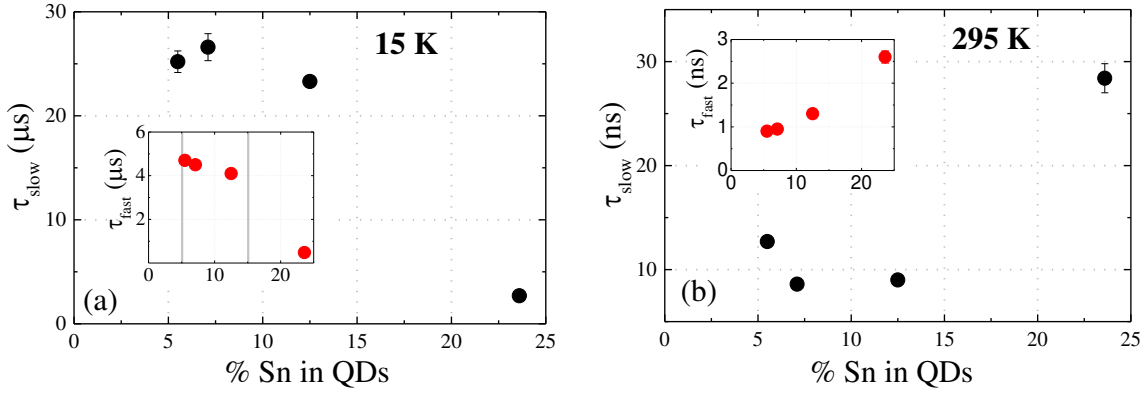 15 K
30
20
10
0
τslow (μs)
6
4
2
τfast (μs)
0 10 20
(a)
0 5 10 15 20 25
% Sn in QDs
295 K
30
20
10
τslow (ns)
3
2
1
0
τfast (ns)
0 10 20
(b)
0 5 10 15 20 25
% Sn in QDs